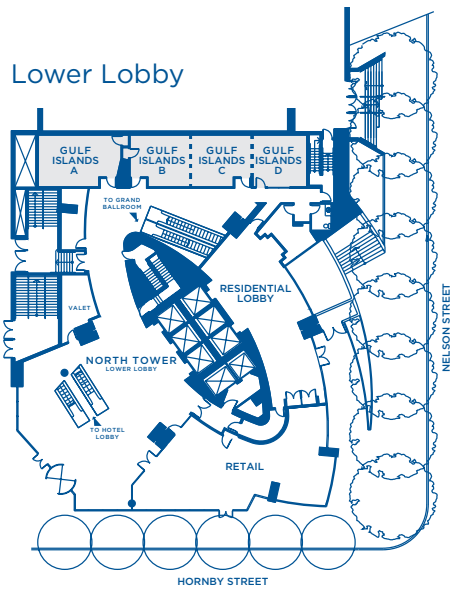 Lower Lobby
GULF
ISLANDS
A
GULF
ISLANDS
B
GULF
ISLANDS
C
GULF
ISLANDS
D
TO GRAND
BALLROOM
RESIDENTIAL
LOBBY
VALET
NORTH TOWER
LOWER LOBBY
TO HOTEL
LOBBY
RETAIL
NELSON STREET
HORNBY STREET